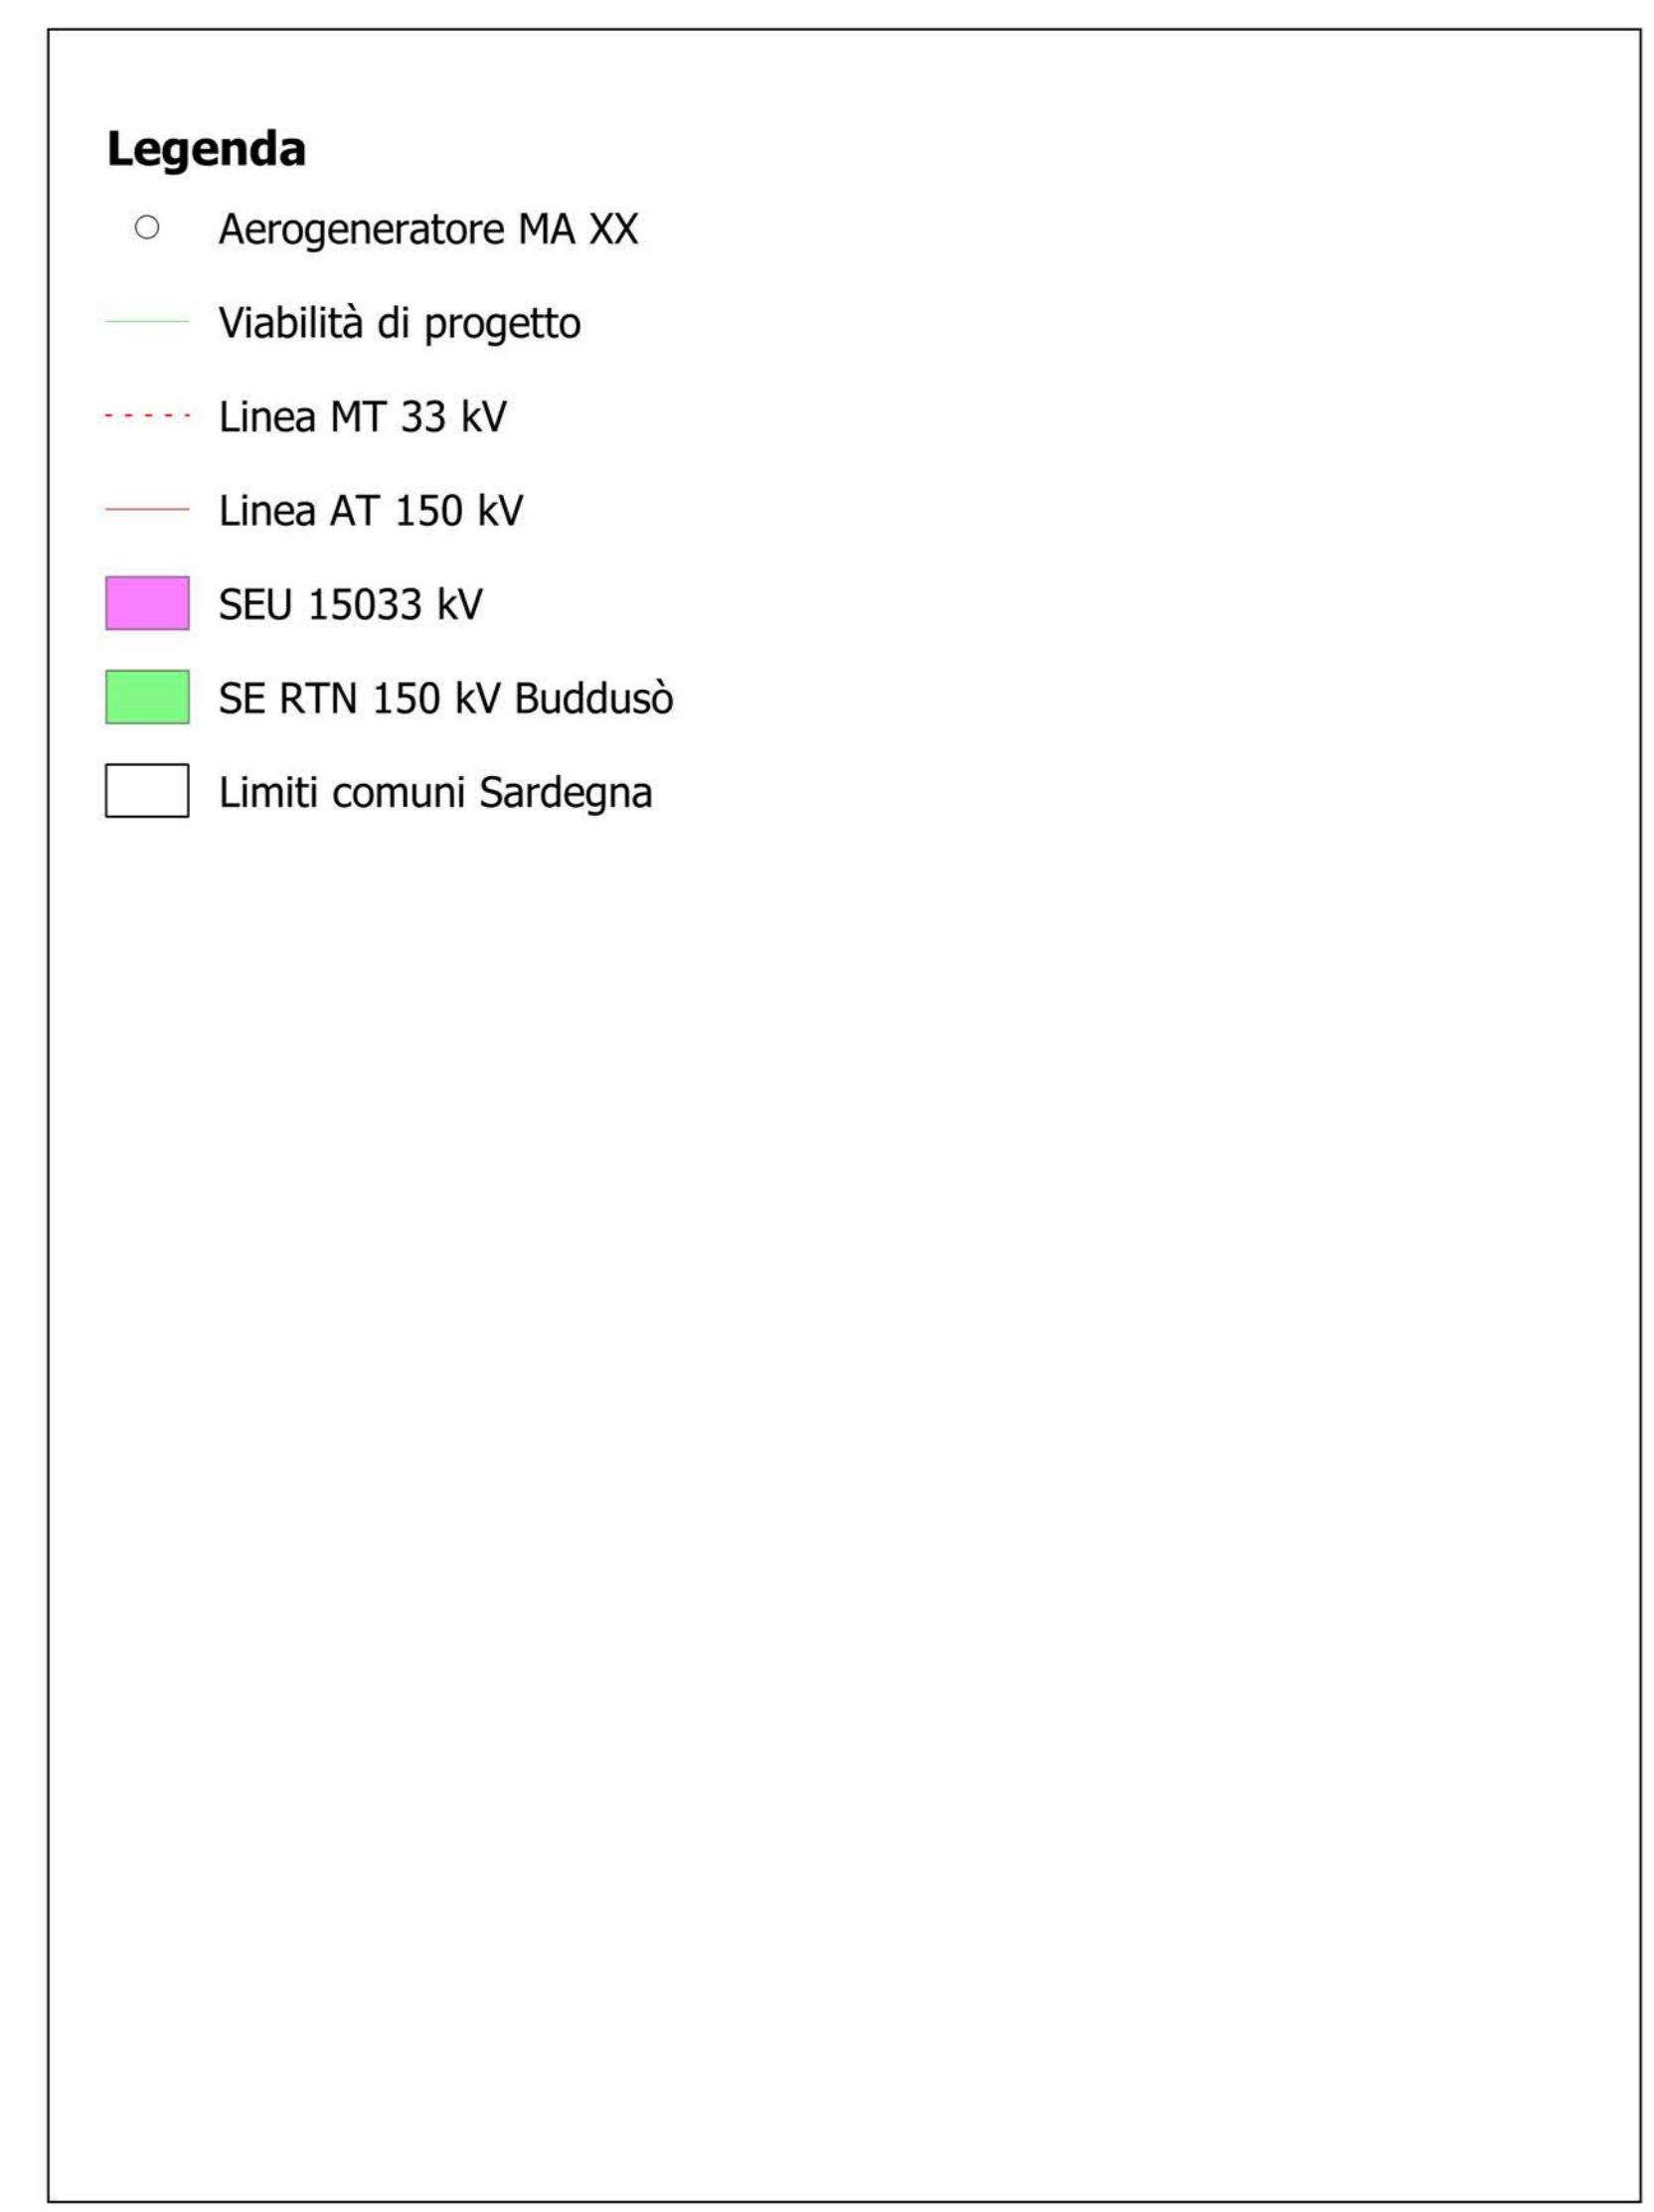 Legenda
Aerogeneratore MA XX
Viabilità di progetto
Linea MT 33 kV
Linea AT 150 kV
SEU 15033 kV
SE RTN 150 kV Buddusò
Limiti comuni Sardegna